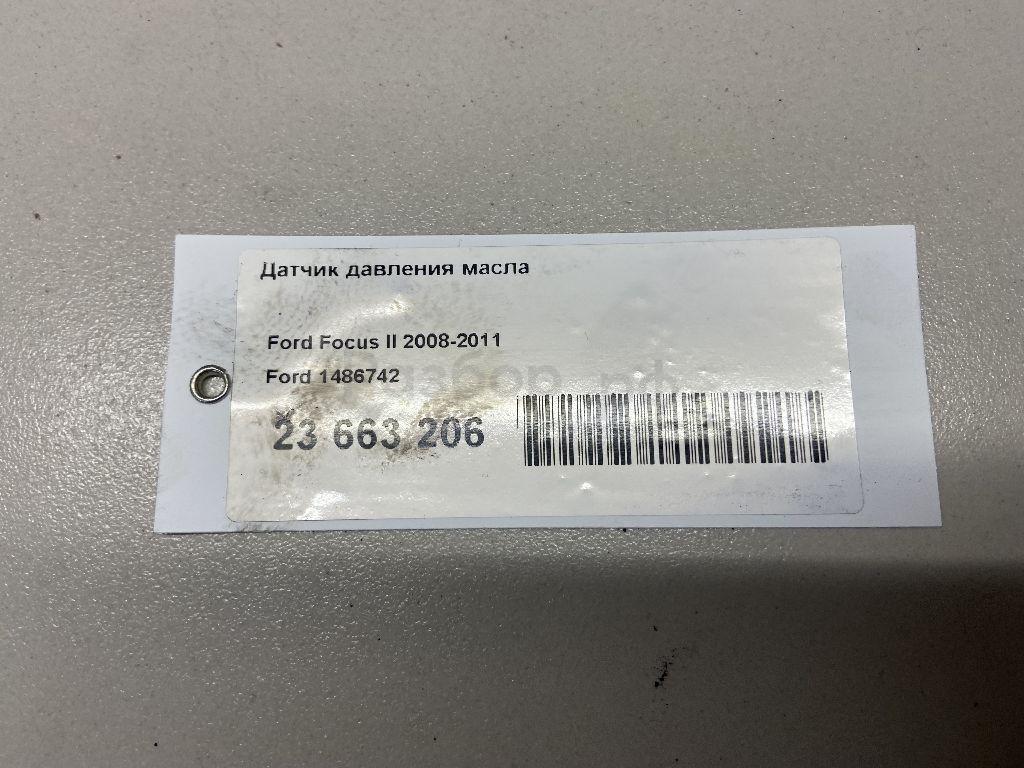 Датчик давления масла
Ford Focus II 2008-2011
Ford 1486742
23 663 206